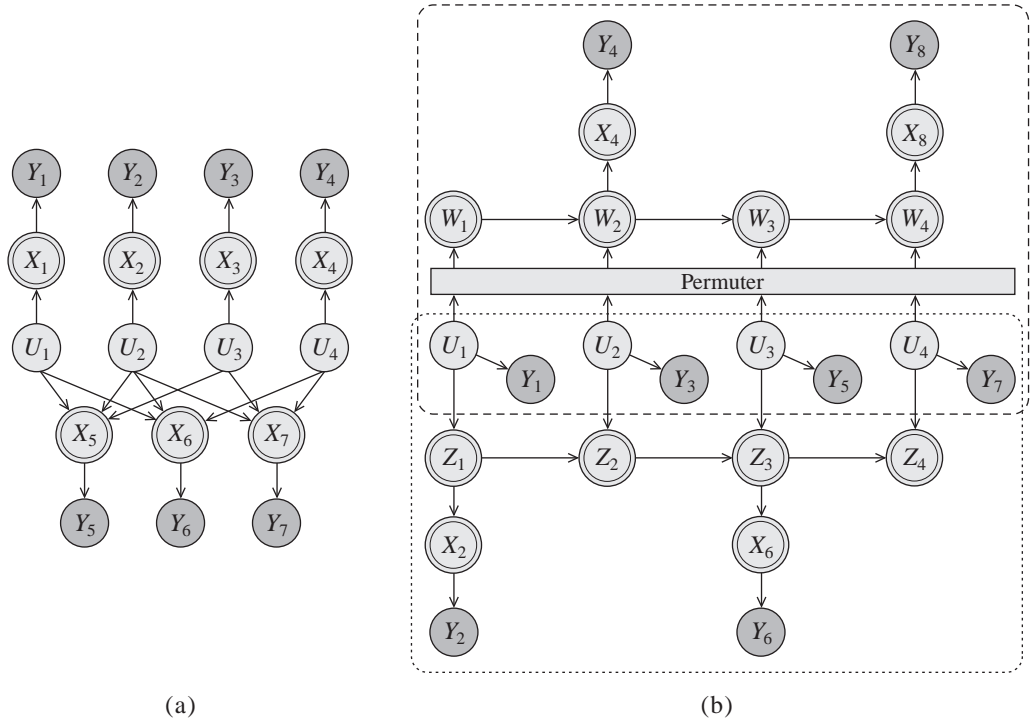 Y4 Y8
X4 X8
Y1 Y2 Y3 Y4
W1 W2 W3 W4
X1 X2 X3 X4
Permuter
U1 U2 U3 U4
U1 U2 U3 U4
Y1 Y3 Y5 Y7
X5 X6 X7
Z1 Z2 Z3 Z4
Y5 Y6 Y7
X2 X6
Y2 Y6
(a) (b)